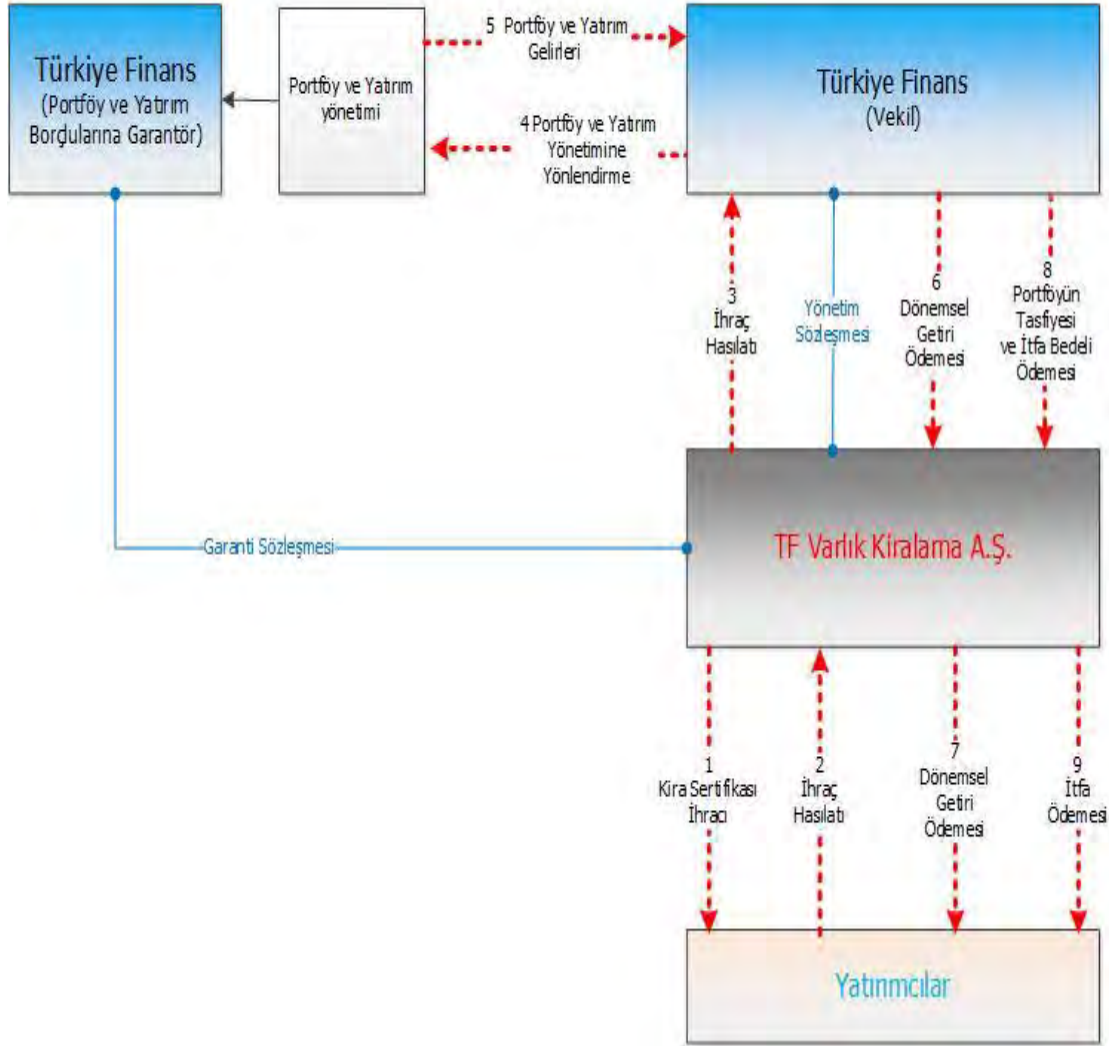 Türkiye Finans
(Portföy ve Yatırım
Borçlularına Garantör)
Portföy ve Yatırım
yönetimi
5 Portföy ve Yatırım
Gelirleri
4 Portföy ve Yatırım
Yönetimine
Yönlendirme
Türkiye Finans
(Vekil)
3
İhraç
Hasılatı
Yönetim
Sözleşmesi
6
Dönemsel
Getiri
Ödemesi
8
Portföyün
Tasfiyesi
ve İtfa Bedeli
Ödemesi
Garanti Sözleşmesi
TF Varlık Kiralama A.Ş.
1
Kira Sertifikası
İhracı
2
İhraç
Hasılatı
7
Dönemsel
Getiri
Ödemesi
9
İtfa
Ödemesi
Yatırımcılar